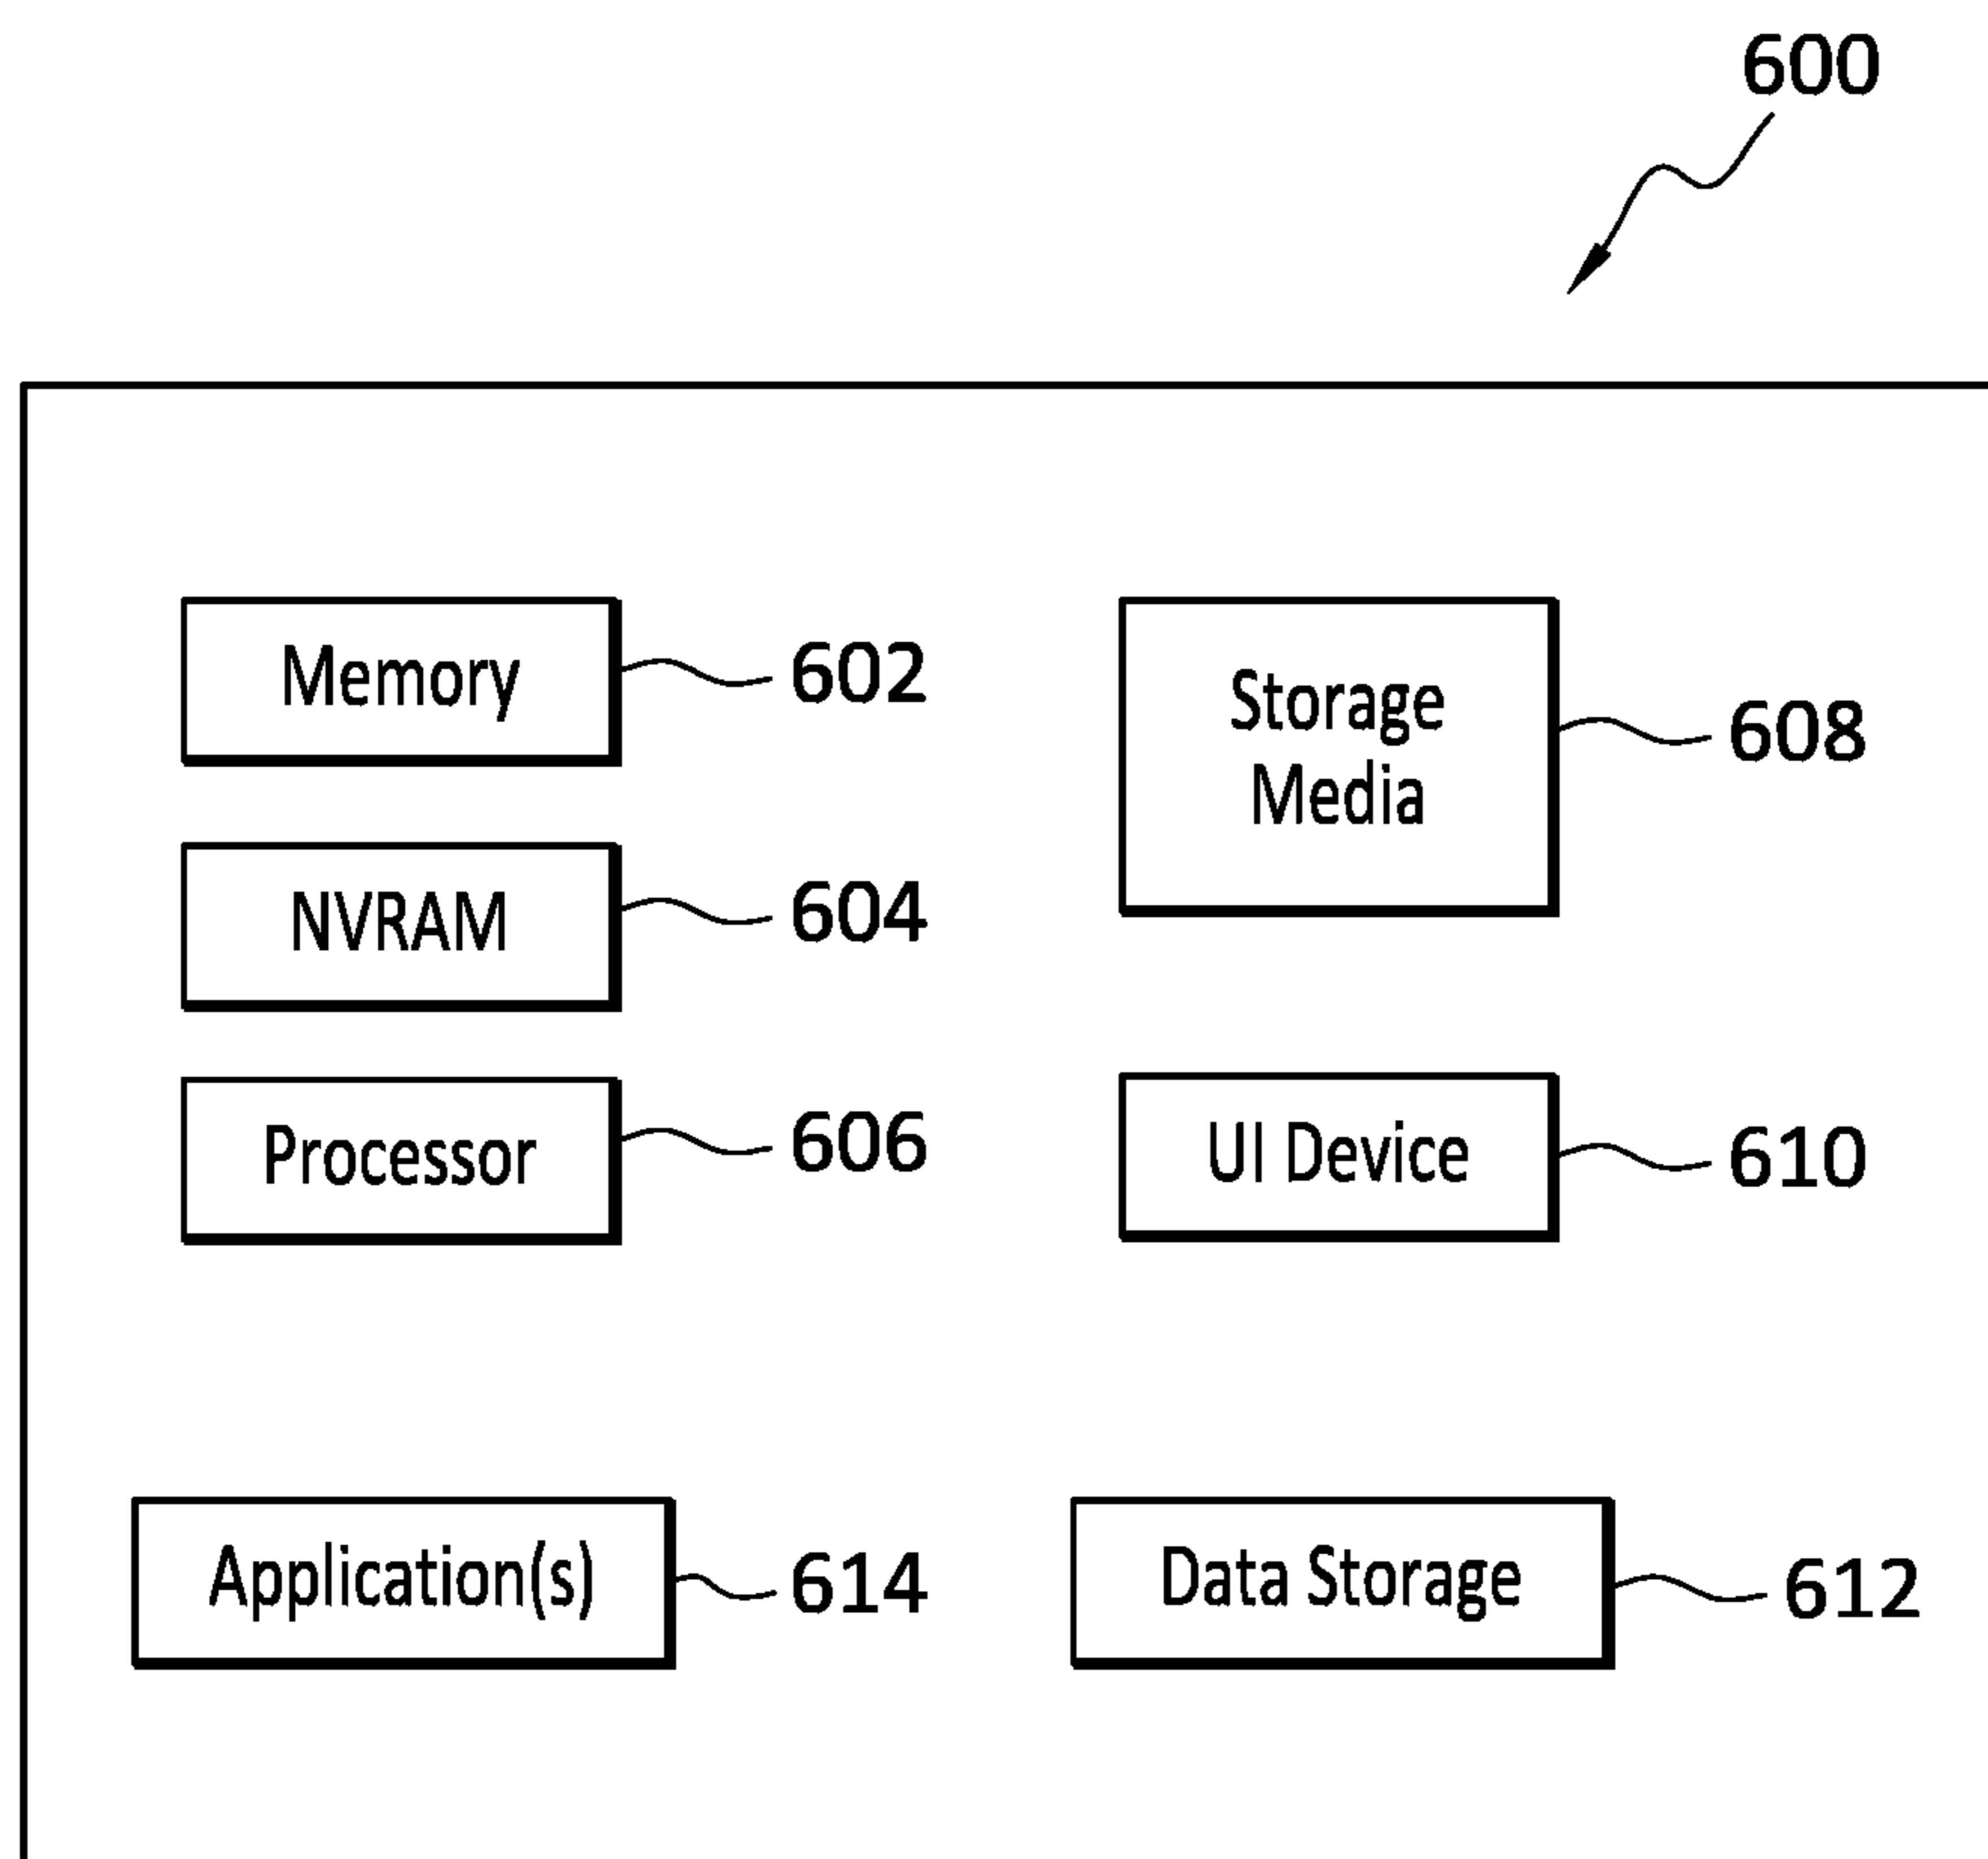 600
Memory
602
Storage
Media
608
NVRAM
604
Processor
606
UI Device
610
Application(s)
614
Data Storage
612